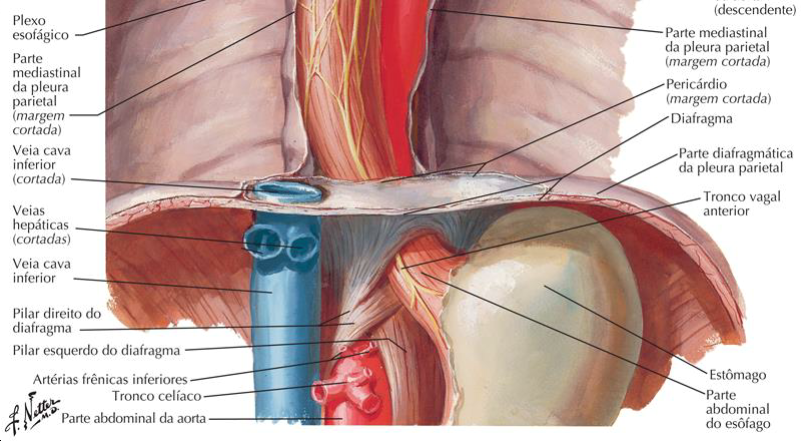 Plexo
esofágico
Parte
mediastinal
da pleura
parietal
(margem
cortada)
Veia cava
inferior
(cortada)
Veias
hepáticas
(cortadas)
Veia cava
inferior
Pilar direito do
diafragma
Pilar esquerdo do diafragma
Artérias frênicas inferiores
Tronco celíaco
Parte abdominal da aorta
(descendente)
Parte mediastinal
da pleura parietal
(margem cortada)
Pericárdio
(margem cortada)
Diafragma
Parte diafragmática
da pleura parietal
Tronco vagal
anterior
Estômago
Parte
abdominal
do esôfago
F. Netter
M.D.